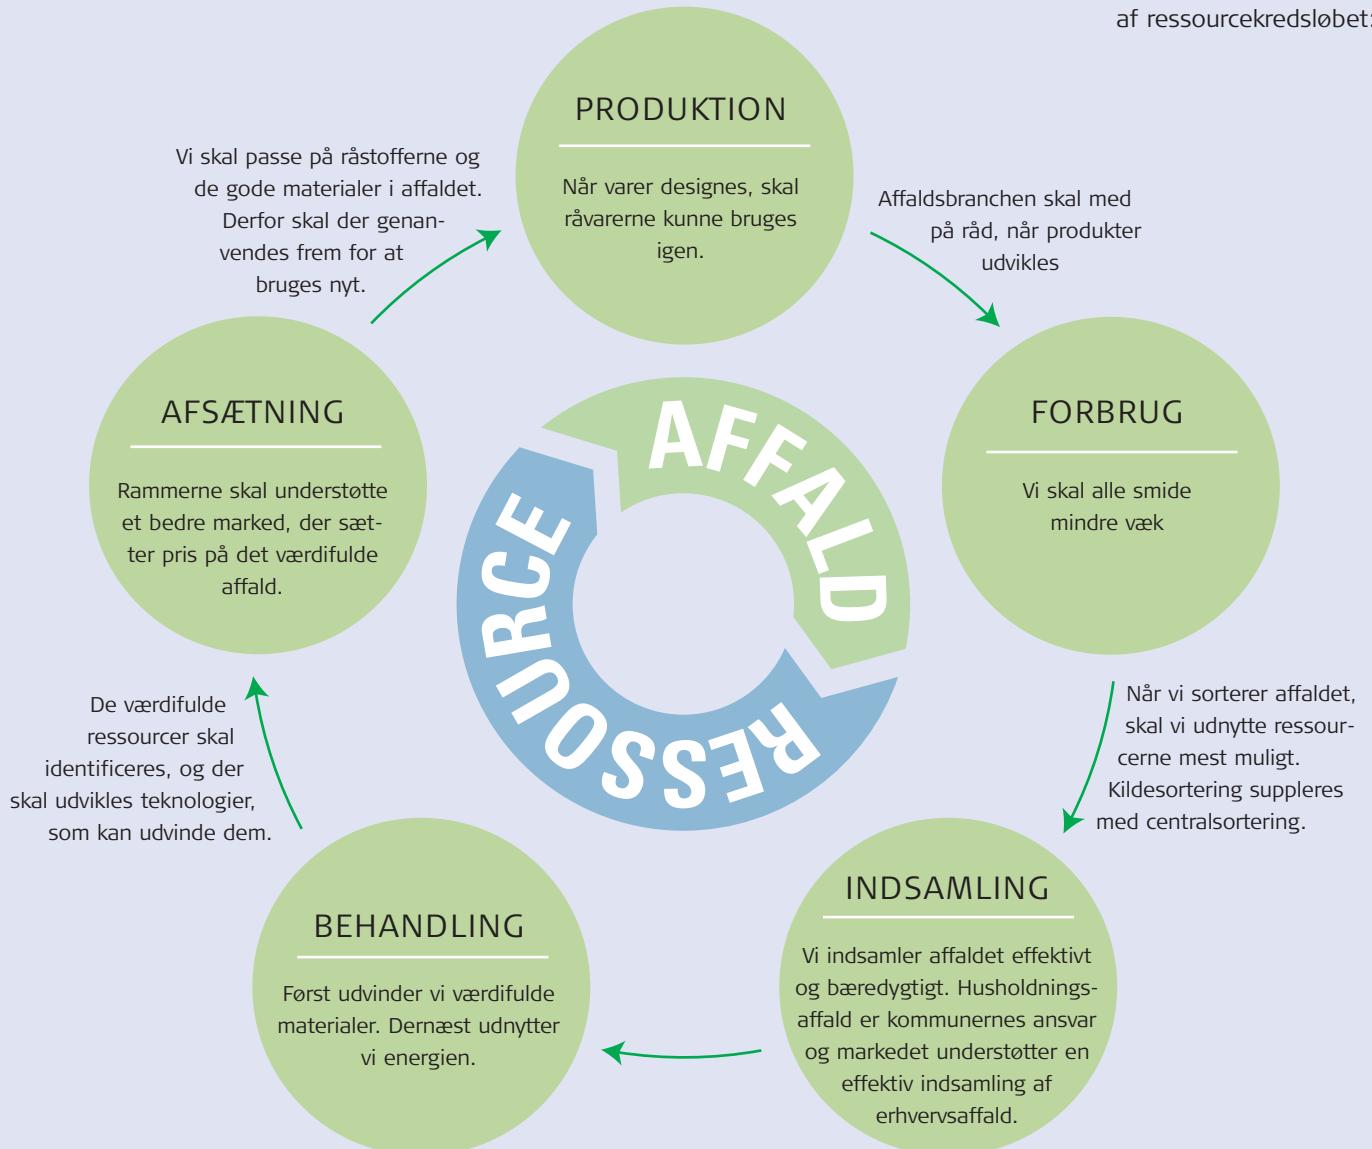 af ressourcekredsløbet:
PRODUKTION
Når varer designes, skal
råvarerne kunne bruges
igen.
Affaldsbranchen skal med
på råd, når produkter
udvikles
FORBRUG
Vi skal alle smide
mindre væk
Når vi sorterer affaldet,
skal vi udnytte ressour-
cerne mest muligt.
Kildesortering suppleres
med centralsortering.
INDSAMLING
Vi indsamler affaldet effektivt
og bæredygtigt. Husholdnings-
affald er kommunernes ansvar
og markedet understøtter en
effektiv indsamling af
erhvervsaffald.
BEHANDLING
Først udvinder vi værdifulde
materialer. Dernæst udnytter
vi energien.
De værdifulde
ressourcer skal
identificeres, og der
skal udvikles teknologier,
som kan udvinde dem.
AFSÆTNING
Rammerne skal understøtte
et bedre marked, der sæt-
ter pris på det værdifulde
affald.
Vi skal passe på råstofferne og
de gode materialer i affaldet.
Derfor skal der genan-
vendes frem for at
bruges nyt.
AFFALD
RESSOURCE